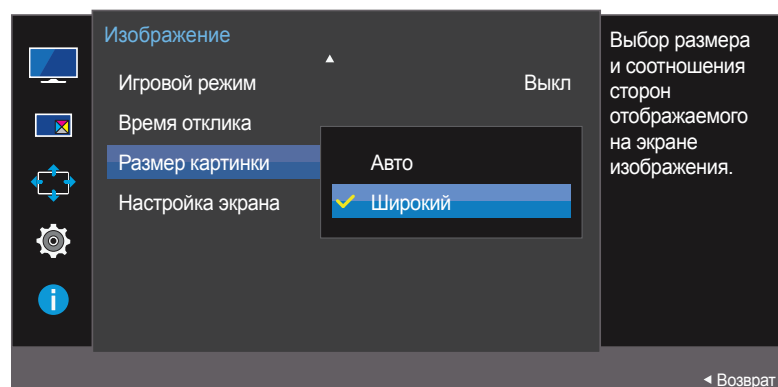 Изображение
Игровой режим Выкл
Время отклика
Размер картинки
Авто
Настройка экрана
Широкий
Выбор размера
и соотношения
сторон
отображаемого
на экране
изображения.
Возврат